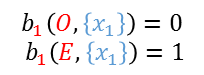 b₁(O,{x₁}) = 0
b₁(E,{x₁}) = 1